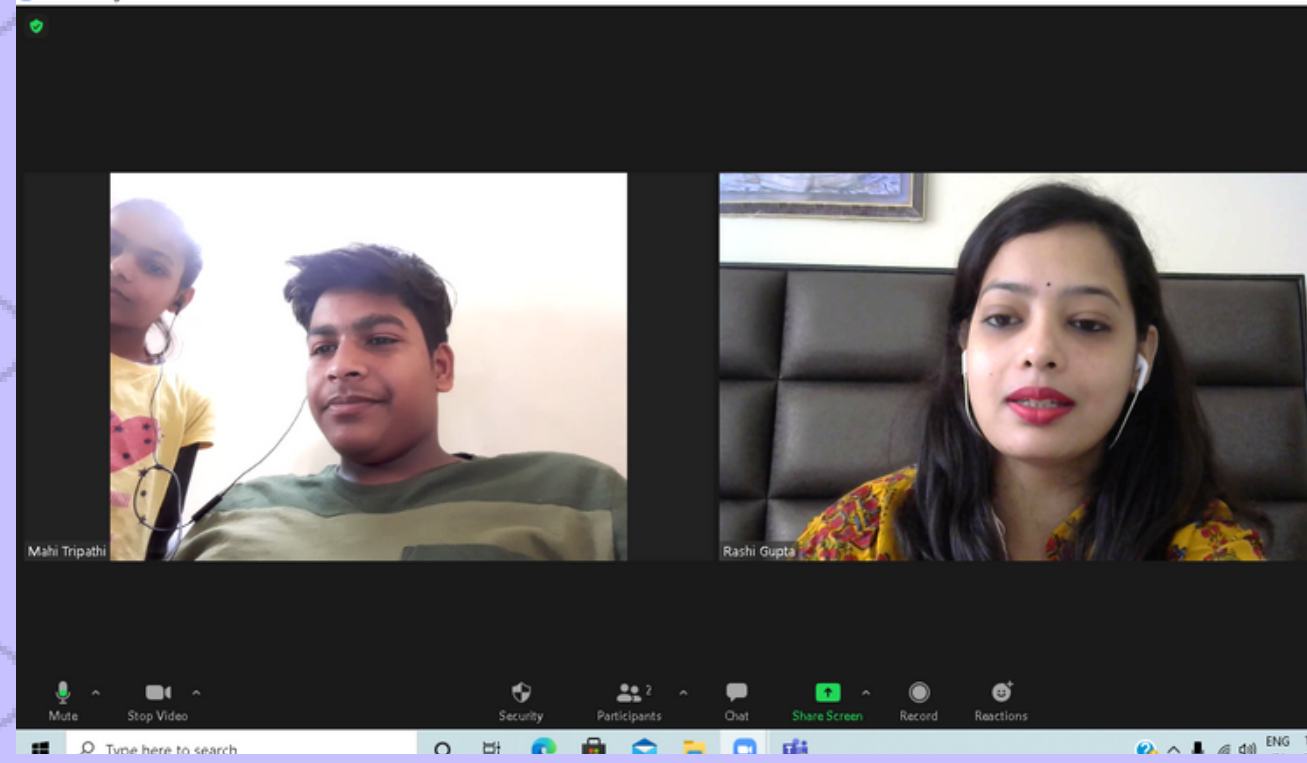 Mahi Tripathi
Rashi Gupta
Mute
Stop Video
Security
Participants
2
Chat
Share Screen
Record
Reactions
Type here to search
ENG